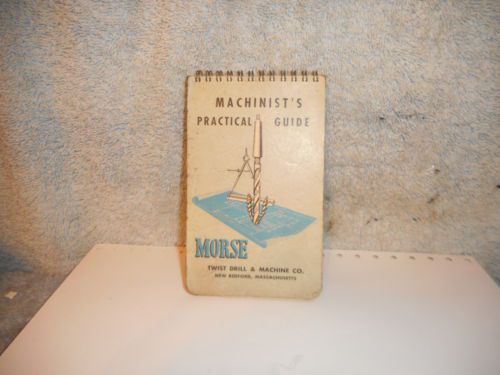 MACHINIST'S
PRACTICAL GUIDE
MORSE
TWIST DRILL & MACHINE CO.
NEW BEDFORD, MASSACHUSETTS